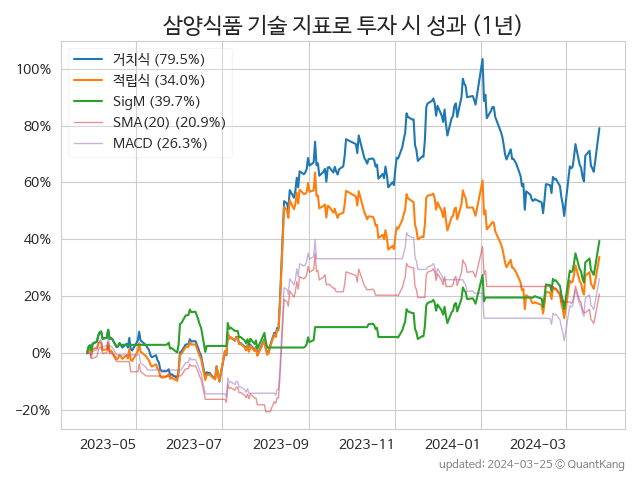 삼양식품 기술 지표로 투자 시 성과 (1년)
거치식 (79.5%)
적립식 (34.0%)
SigM (39.7%)
SMA(20) (20.9%)
MACD (26.3%)
100%
80%
60%
40%
20%
0%
−20%
2023-05 2023-07 2023-09 2023-11 2024-01 2024-03
updated: 2024-03-25 © QuantKang